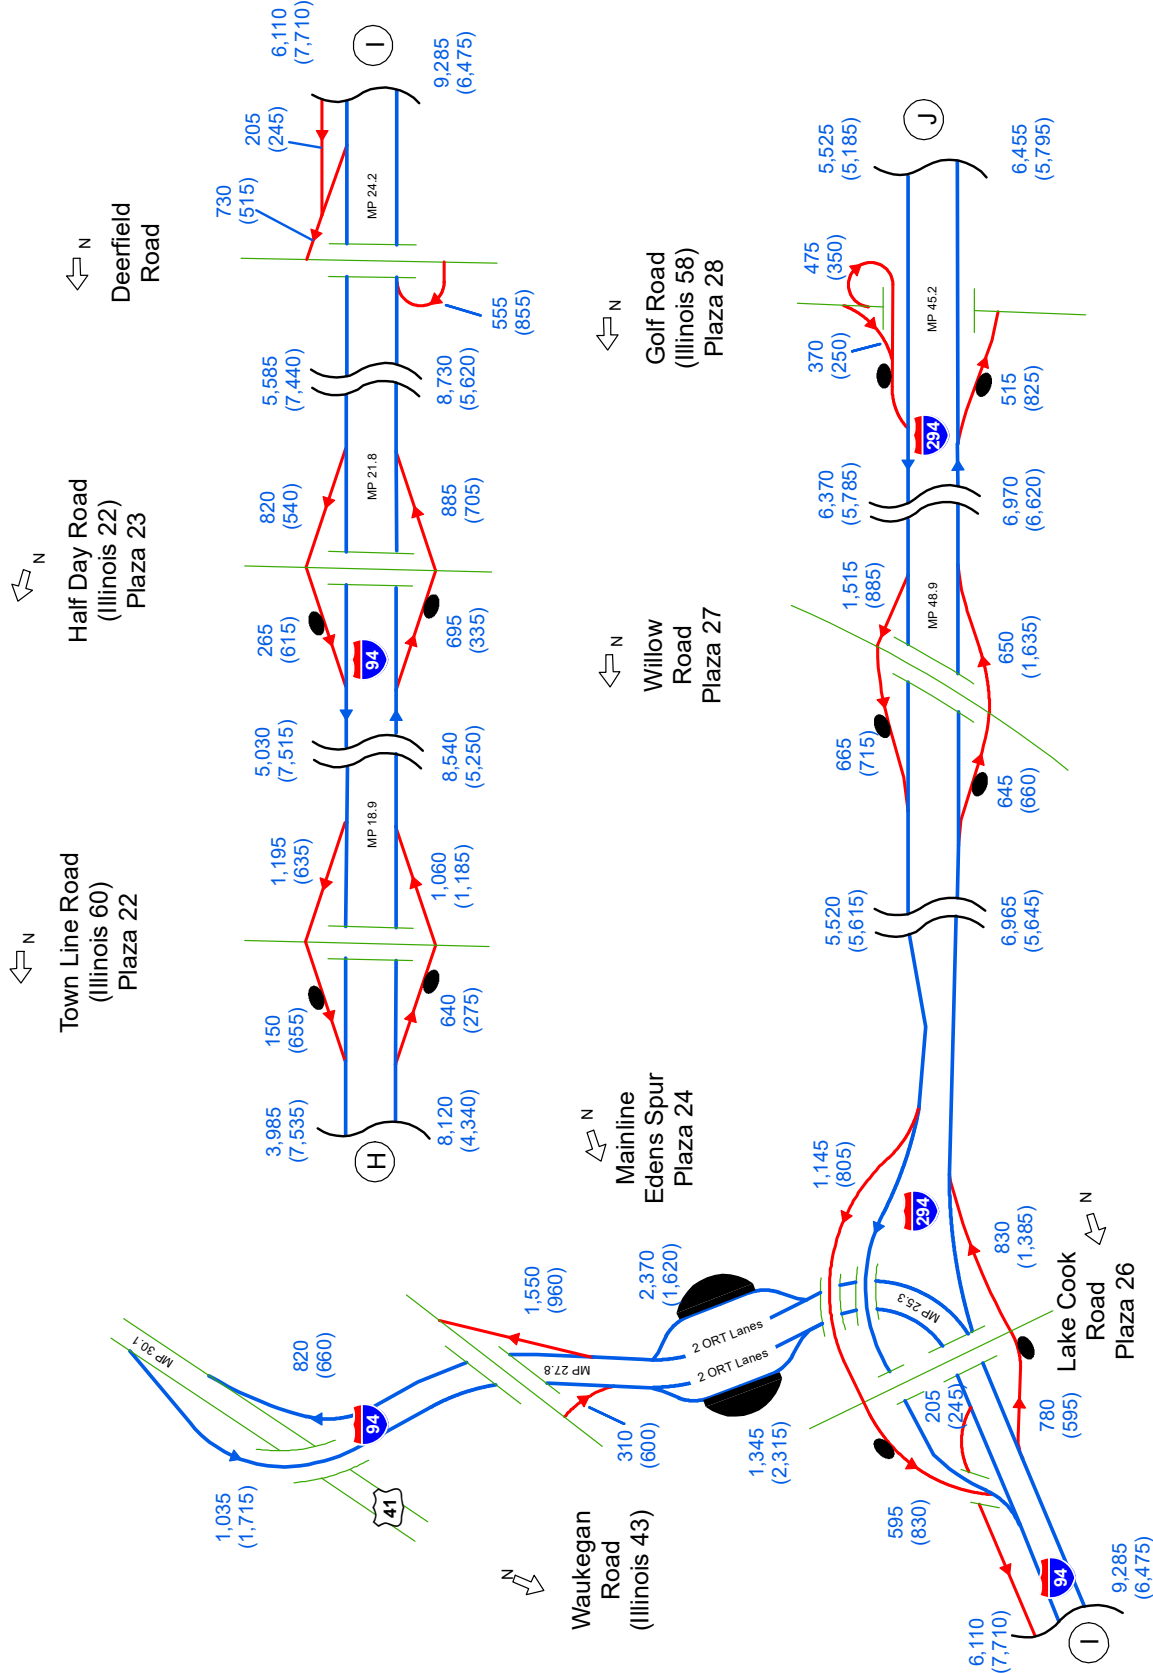 Town Line Road
(Illinois 60)
Plaza 22
N
Half Day Road
(Illinois 22)
Plaza 23
N
Deerfield
Road
N
3,985
(7,535)
150
(655)
1,195
(635)
5,030
(7,515)
265
(615)
820
(540)
5,585
(7,440)
730
(515)
205
(245)
6,110
(7,710)
H
MP 18.9
94
MP 21.8
MP 24.2
I
8,120
(4,340)
640
(275)
1,060
(1,185)
8,540
(5,250)
695
(335)
885
(705)
8,730
(5,620)
555
(855)
9,285
(6,475)
Waukegan
Road
(Illinois 43)
N
Mainline
Edens Spur
Plaza 24
N
Willow
Road
Plaza 27
N
Golf Road
(Illinois 58)
Plaza 28
N
1,035
(1,715)
MP 30.1
820
(660)
41
94
1,550
(960)
MP 27.8
310
(600)
2,370
(1,620)
2 ORT Lanes
2 ORT Lanes
1,345
(2,315)
1,145
(805)
5,520
(5,615)
665
(715)
1,515
(885)
6,370
(5,785)
370
(250)
475
(350)
5,525
(5,185)
595
(830)
205
(245)
MP 25.3
294
MP 48.9
294
MP 45.2
J
6,110
(7,710)
94
I
9,285
(6,475)
780
(595)
830
(1,385)
6,965
(5,645)
645
(660)
650
(1,635)
6,970
(6,620)
515
(825)
6,455
(5,795)
Lake Cook
Road
Plaza 26
N